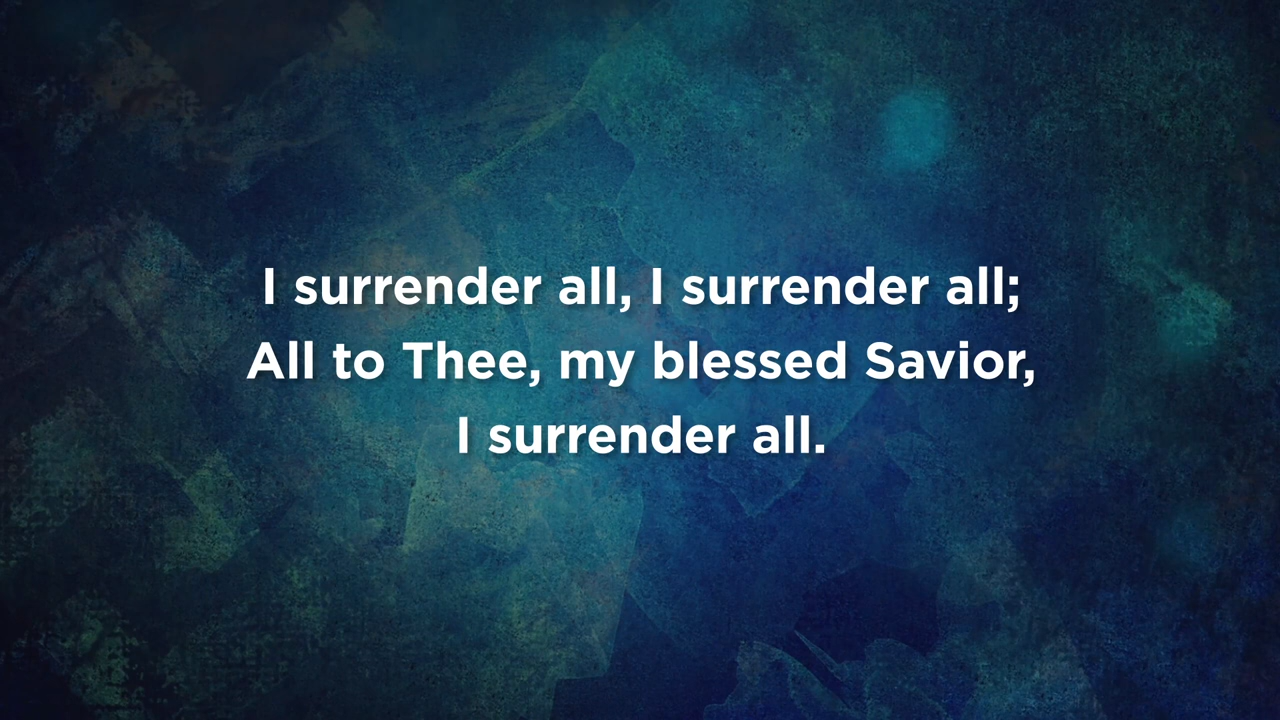 I surrender all, I surrender all;
All to Thee, my blessed Savior,
I surrender all.